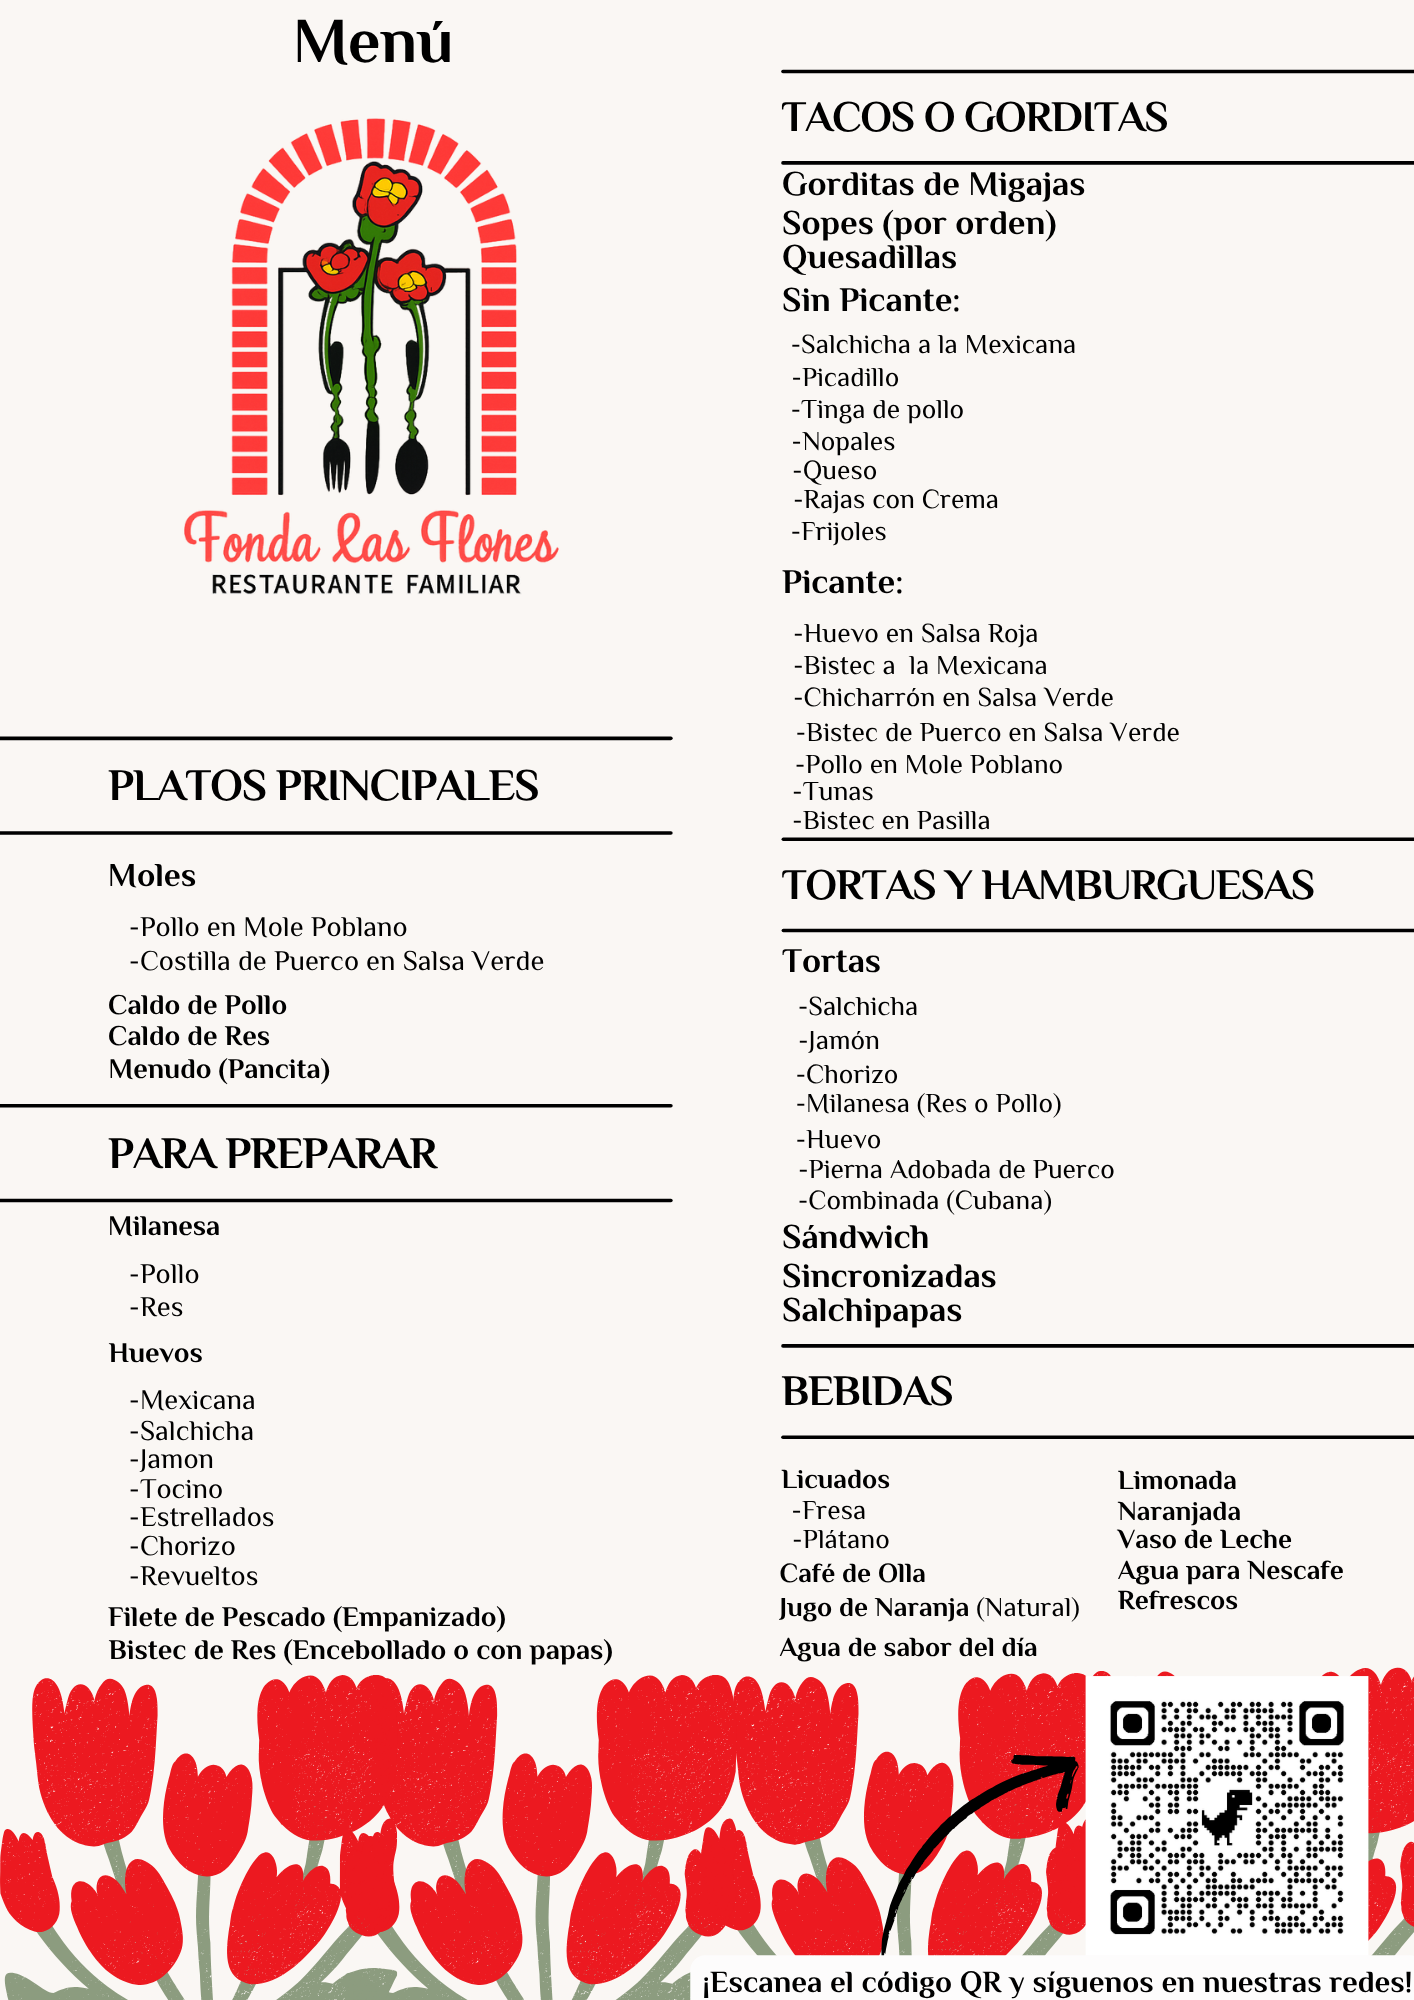 Menú
Fonda Las Flores
RESTAURANTE FAMILIAR
PLATOS PRINCIPALES
Moles
-Pollo en Mole Poblano
-Costilla de Puerco en Salsa Verde
Caldo de Pollo
Caldo de Res
Menudo (Pancita)
PARA PREPARAR
Milanesa
-Pollo
-Res
Huevos
-Mexicana
-Salchicha
-Jamon
-Tocino
-Estrellados
-Chorizo
-Revueltos
Filete de Pescado (Empanizado)
Bistec de Res (Encebollado o con papas)
TACOS O GORDITAS
Gorditas de Migajas
Sopes (por orden)
Quesadillas
Sin Picante:
-Salchicha a la Mexicana
-Picadillo
-Tinga de pollo
-Nopales
-Queso
-Rajas con Crema
-Frijoles
Picante:
-Huevo en Salsa Roja
-Bistec a la Mexicana
-Chicharrón en Salsa Verde
-Bistec de Puerco en Salsa Verde
-Pollo en Mole Poblano
-Tunas
-Bistec en Pasilla
TORTAS Y HAMBURGUESAS
Tortas
-Salchicha
-Jamón
-Chorizo
-Milanesa (Res o Pollo)
-Huevo
-Pierna Adobada de Puerco
-Combinada (Cubana)
Sándwich
Sincronizadas
Salchipapas
BEBIDAS
Licuados
-Fresa
-Plátano
Café de Olla
Jugo de Naranja (Natural)
Agua de sabor del día
Limonada
Naranjada
Vaso de Leche
Agua para Nescafe
Refrescos
¡Escanea el código QR y síguenos en nuestras redes!